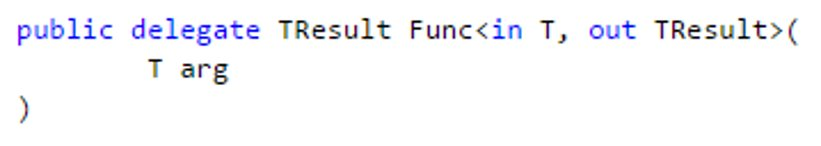 public delegate TResult Func<in T, out TResult>(
T arg
)